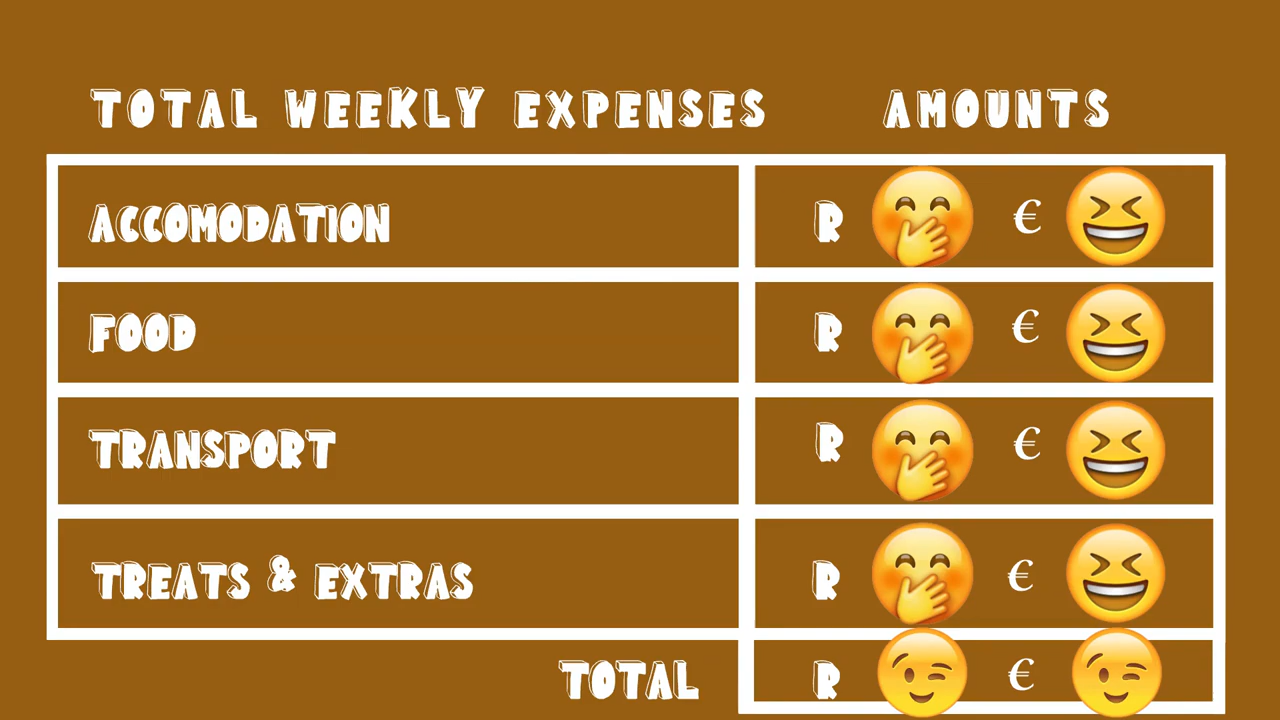 TOTAL WEEKLY EXPENSES AMOUNTS
ACCOMODATION R €
FOOD R €
TRANSPORT R €
TREATS & EXTRAS R €
TOTAL R €